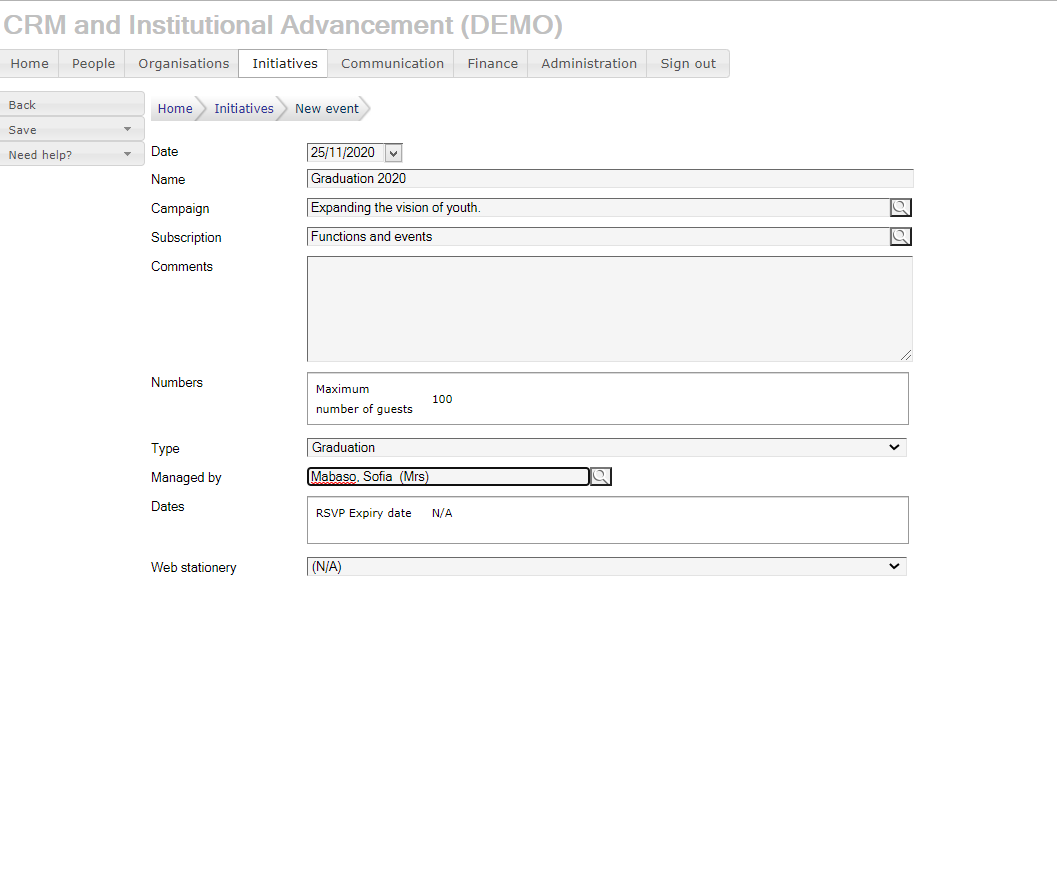 CRM and Institutional Advancement (DEMO)
Home People Organisations Initiatives Communication Finance Administration Sign out
Back
Save
Need help?
Home Initiatives New event
Date 25/11/2020
Name Graduation 2020
Campaign Expanding the vision of youth.
Subscription Functions and events
Comments
Numbers
Maximum
number of guests 100
Type Graduation
Managed by Mabaso, Sofia (Mrs)
Dates RSVP Expiry date N/A
Web stationery (N/A)